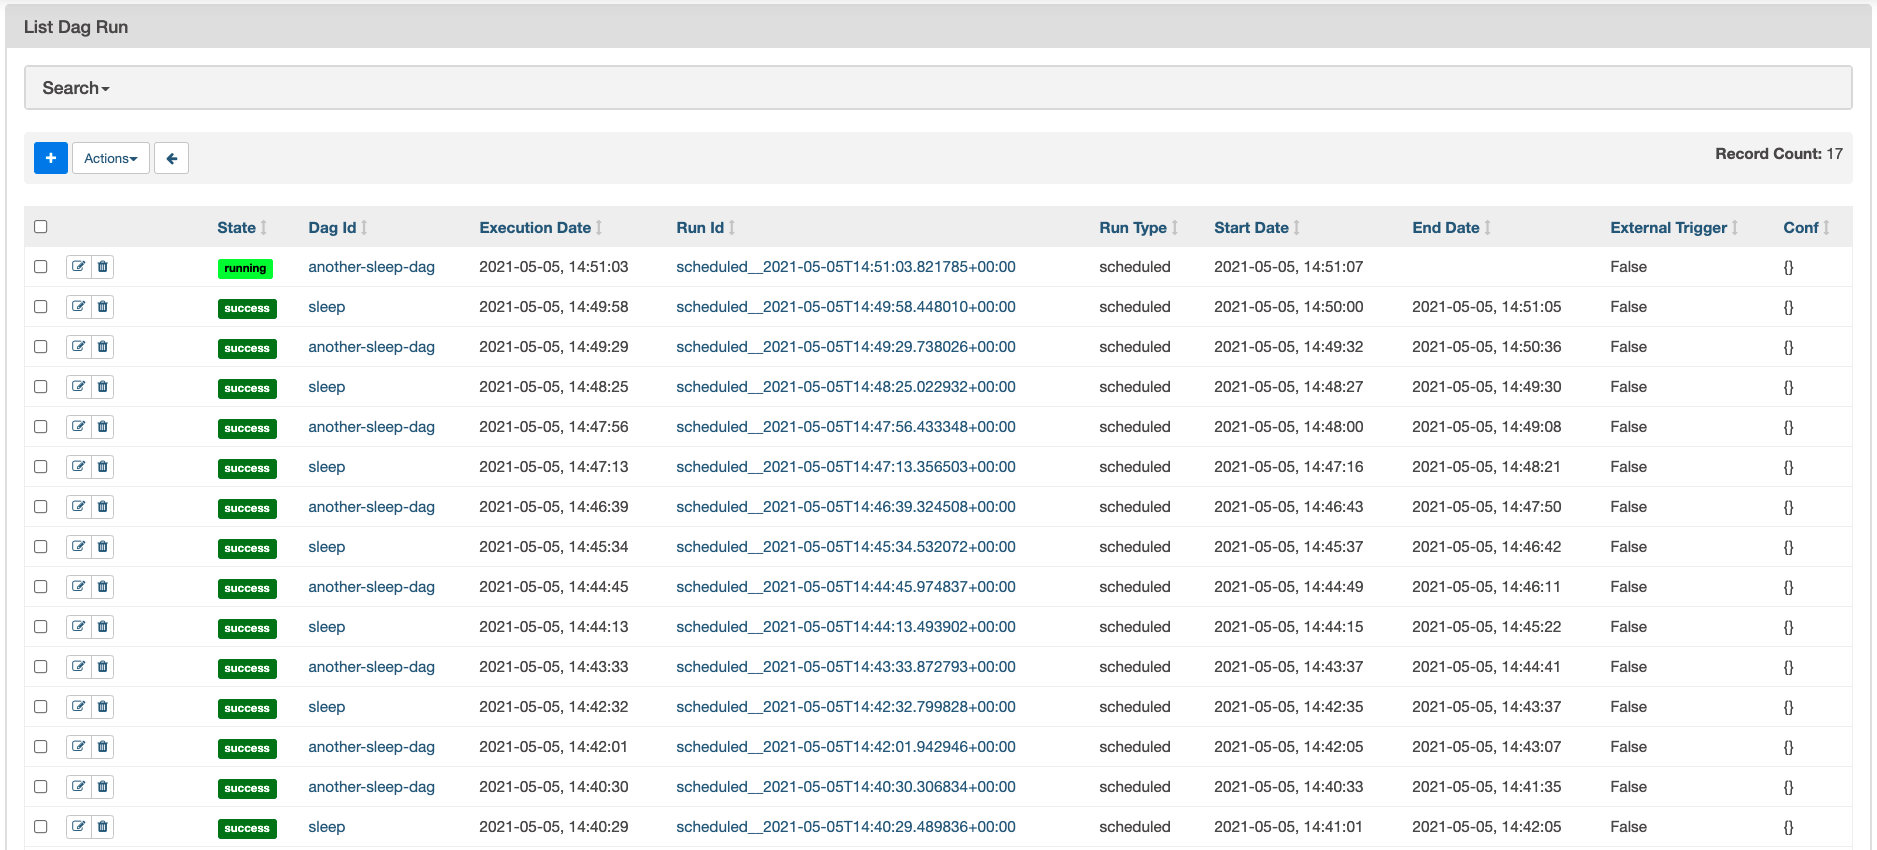 List Dag Run
Search
+ Actions Record Count: 17
State Dag Id Execution Date Run Id Run Type Start Date End Date External Trigger Conf
running another-sleep-dag 2021-05-05, 14:51:03 scheduled__2021-05-05T14:51:03.821785+00:00 scheduled 2021-05-05, 14:51:07 False {}
success sleep 2021-05-05, 14:49:58 scheduled__2021-05-05T14:49:58.448010+00:00 scheduled 2021-05-05, 14:50:00 2021-05-05, 14:51:05 False {}
success another-sleep-dag 2021-05-05, 14:49:29 scheduled__2021-05-05T14:49:29.738026+00:00 scheduled 2021-05-05, 14:49:32 2021-05-05, 14:50:36 False {}
success sleep 2021-05-05, 14:48:25 scheduled__2021-05-05T14:48:25.022932+00:00 scheduled 2021-05-05, 14:48:27 2021-05-05, 14:49:30 False {}
success another-sleep-dag 2021-05-05, 14:47:56 scheduled__2021-05-05T14:47:56.433348+00:00 scheduled 2021-05-05, 14:48:00 2021-05-05, 14:49:08 False {}
success sleep 2021-05-05, 14:47:13 scheduled__2021-05-05T14:47:13.356503+00:00 scheduled 2021-05-05, 14:47:16 2021-05-05, 14:48:21 False {}
success another-sleep-dag 2021-05-05, 14:46:39 scheduled__2021-05-05T14:46:39.324508+00:00 scheduled 2021-05-05, 14:46:43 2021-05-05, 14:47:50 False {}
success sleep 2021-05-05, 14:45:34 scheduled__2021-05-05T14:45:34.532072+00:00 scheduled 2021-05-05, 14:45:37 2021-05-05, 14:46:42 False {}
success another-sleep-dag 2021-05-05, 14:44:45 scheduled__2021-05-05T14:44:45.974837+00:00 scheduled 2021-05-05, 14:44:49 2021-05-05, 14:46:11 False {}
success sleep 2021-05-05, 14:44:13 scheduled__2021-05-05T14:44:13.493902+00:00 scheduled 2021-05-05, 14:44:15 2021-05-05, 14:45:22 False {}
success another-sleep-dag 2021-05-05, 14:43:33 scheduled__2021-05-05T14:43:33.872793+00:00 scheduled 2021-05-05, 14:43:37 2021-05-05, 14:44:41 False {}
success sleep 2021-05-05, 14:42:32 scheduled__2021-05-05T14:42:32.799828+00:00 scheduled 2021-05-05, 14:42:35 2021-05-05, 14:43:37 False {}
success another-sleep-dag 2021-05-05, 14:42:01 scheduled__2021-05-05T14:42:01.942946+00:00 scheduled 2021-05-05, 14:42:05 2021-05-05, 14:43:07 False {}
success another-sleep-dag 2021-05-05, 14:40:30 scheduled__2021-05-05T14:40:30.306834+00:00 scheduled 2021-05-05, 14:40:33 2021-05-05, 14:41:35 False {}
success sleep 2021-05-05, 14:40:29 scheduled__2021-05-05T14:40:29.489836+00:00 scheduled 2021-05-05, 14:41:01 2021-05-05, 14:42:05 False {}